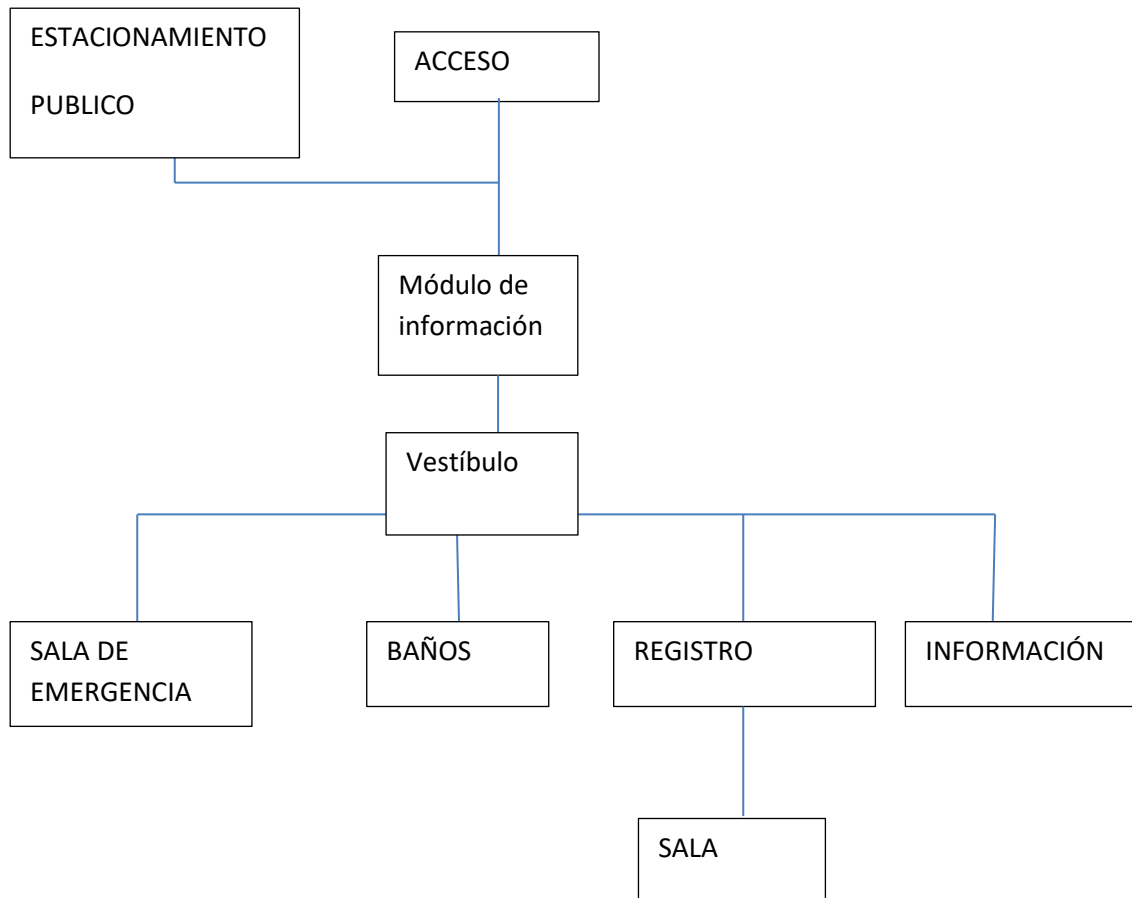 ESTACIONAMIENTO
PUBLICO
ACCESO
Módulo de
información
Vestíbulo
SALA DE
EMERGENCIA
BAÑOS
REGISTRO
INFORMACIÓN
SALA